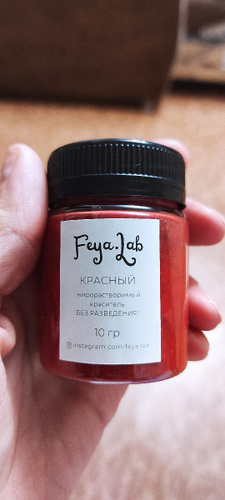 Feya.Lab
КРАСНЫЙ
жирорастворимый
краситель
"БЕЗ РАЗВЕДЕНИЯ"
10 гр
instagram.com/feya.lab